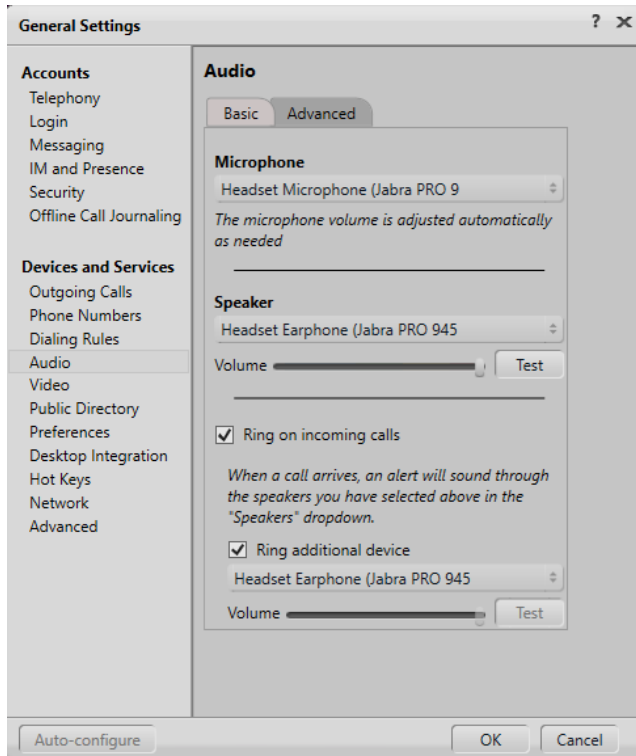 General Settings
?
Accounts
Telephony
Login
Messaging
IM and Presence
Security
Offline Call Journaling
Devices and Services
Outgoing Calls
Phone Numbers
Dialing Rules
Audio
Video
Public Directory
Preferences
Desktop Integration
Hot Keys
Network
Advanced
Audio
Basic
Advanced
Microphone
Headset Microphone (Jabra PRO 9
The microphone volume is adjusted automatically
as needed
Speaker
Headset Earphone (Jabra PRO 945
Volume
Test
Ring on incoming calls
When a call arrives, an alert will sound through
the speakers you have selected above in the
"Speakers" dropdown.
Ring additional device
Headset Earphone (Jabra PRO 945
Volume
Test
Auto-configure
OK
Cancel